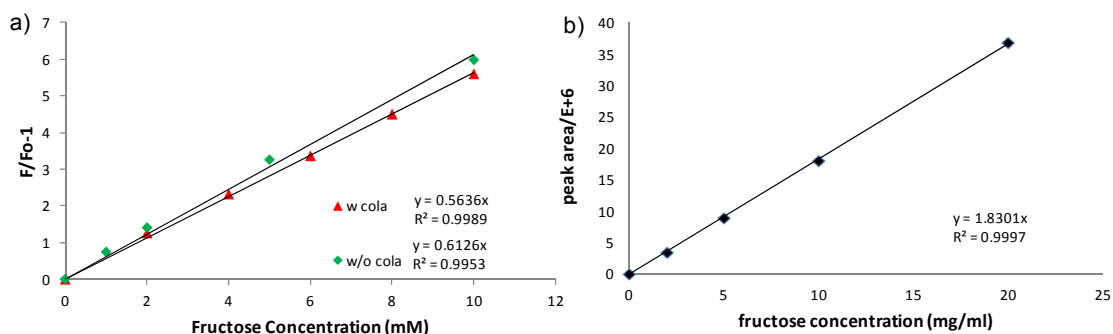 a)
7
6
5
4
3
2
1
0
F/Fo-1
0 2 4 6 8 10 12
Fructose Concentration (mM)
w cola
y = 0.5636x
R² = 0.9989
w/o cola
y = 0.6126x
R² = 0.9953
b)
40
35
30
25
20
15
10
5
0
peak area/E+6
0 5 10 15 20 25
fructose concentration (mg/ml)
y = 1.8301x
R² = 0.9997